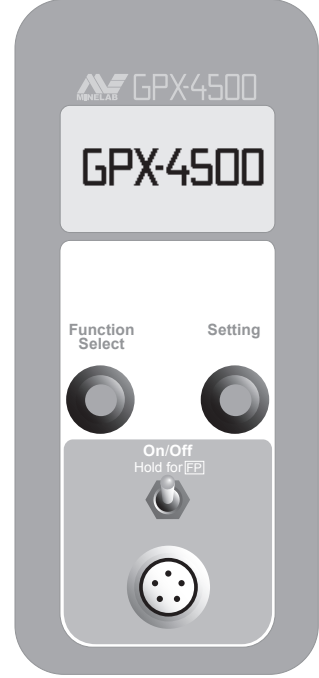 MINELAB GPX-4500
GPX-4500
Function Select
Setting
On/Off
Hold for FP